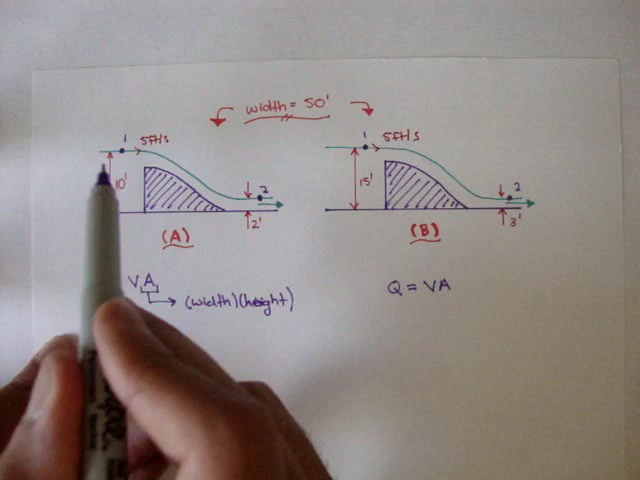 width = 50'
1
5ft/s
10'
2
2'
(A)
1
5ft/s
15'
2
3'
(B)
VA
(width)(height)
Q = VA